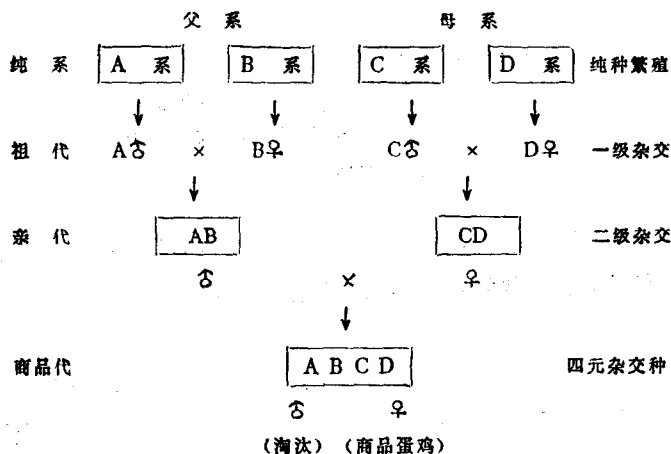 父系 母系
纯系 A 系 B 系 C 系 D 系 纯种繁殖
祖代 A♂ × B♀ C♂ × D♀ 一级杂交
亲代 AB CD 二级杂交
♂ × ♀
商品代 A B C D 四元杂交种
♂ ♀
(淘汰) (商品蛋鸡)